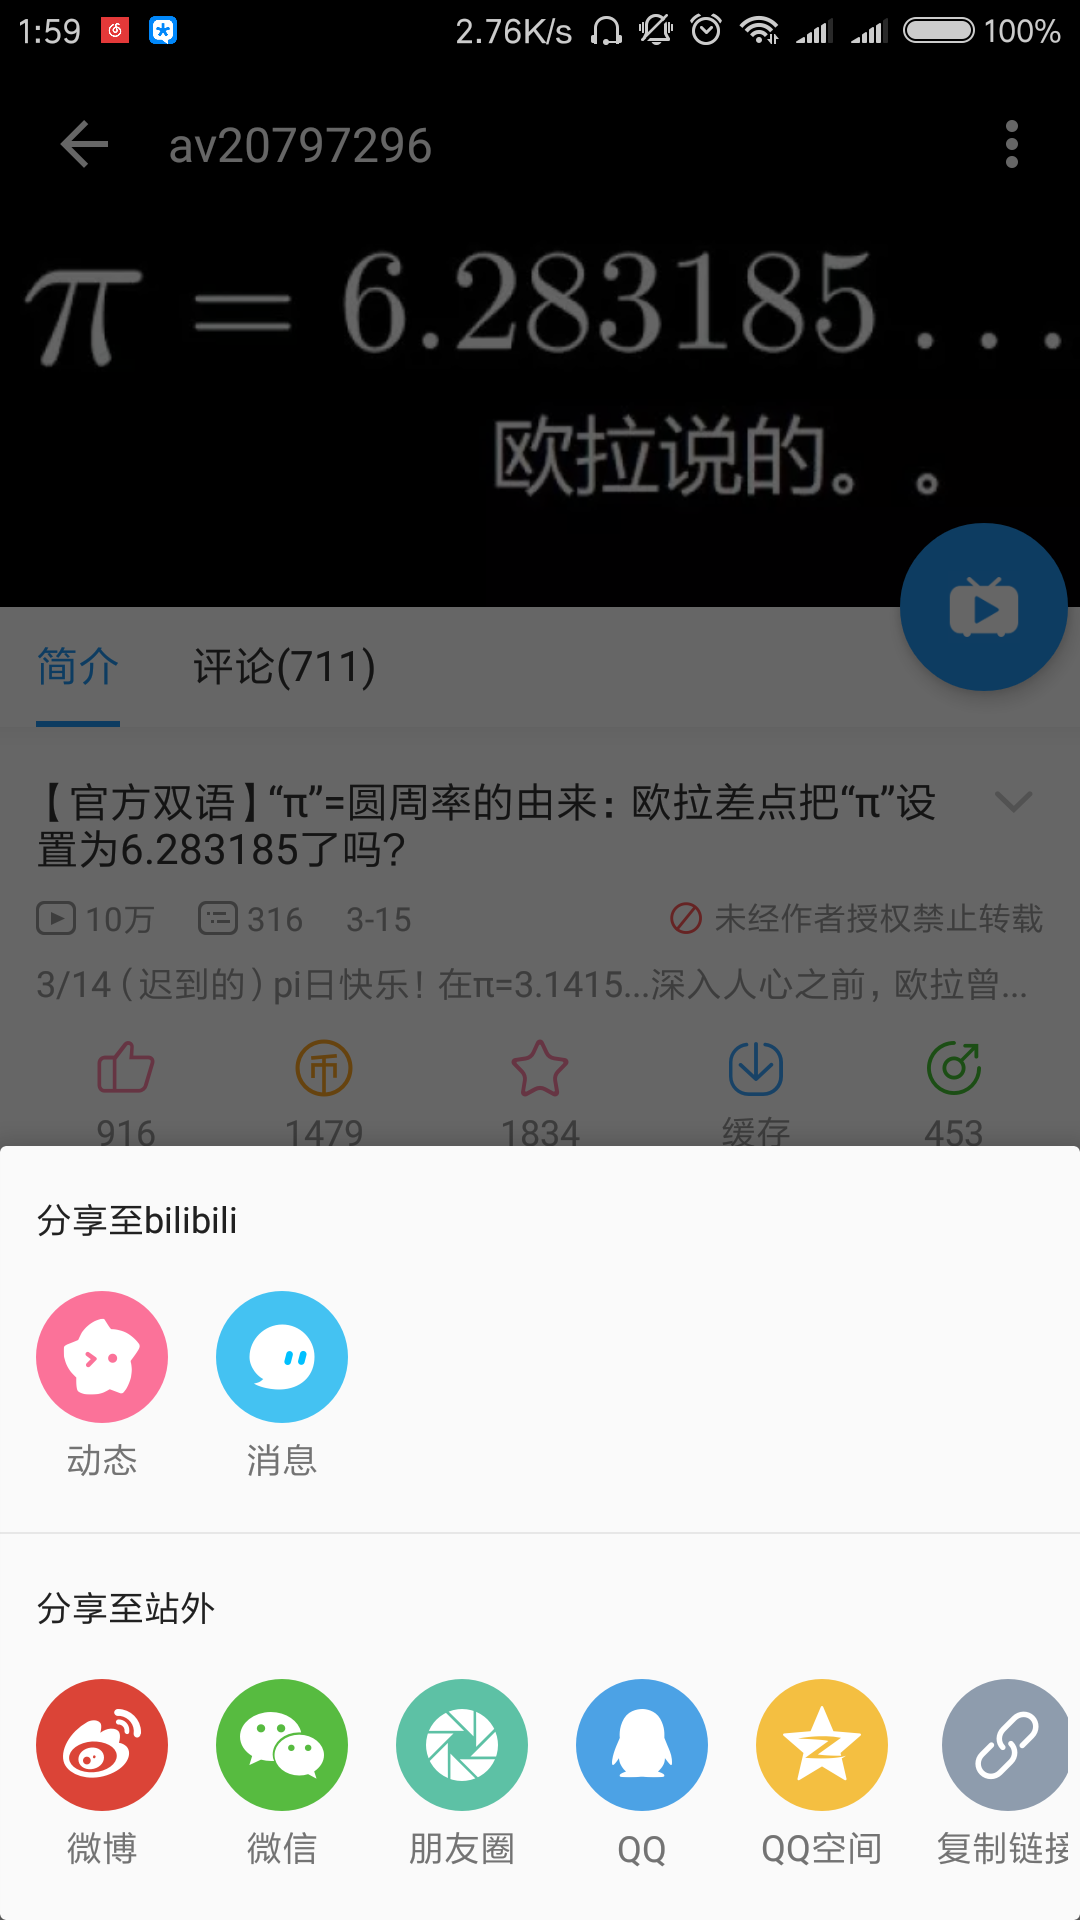 1:59 2.76K/s 100%
av20797296
π = 6.283185...
欧拉说的。。
简介 评论(711)
【官方双语】“π”=圆周率的由来：欧拉差点把“π”设
置为6.283185了吗？
10万 316 3-15 未经作者授权禁止转载
3/14（迟到的）pi日快乐！在π=3.1415...深入人心之前，欧拉曾...
916 1479 1834 缓存 453
分享至bilibili
动态 消息
分享至站外
微博 微信 朋友圈 QQ QQ空间 复制链接